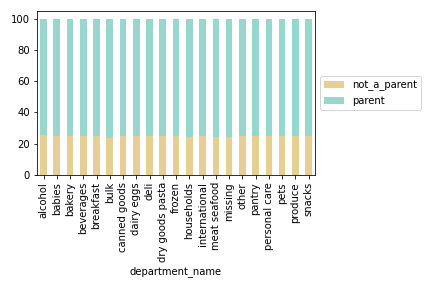 100
80
60
40
20
0
not_a_parent
parent
alcohol
babies
bakery
beverages
breakfast
bulk
canned goods
dairy eggs
deli
dry goods pasta
frozen
households
international
meat seafood
missing
other
pantry
personal care
pets
produce
snacks
department_name